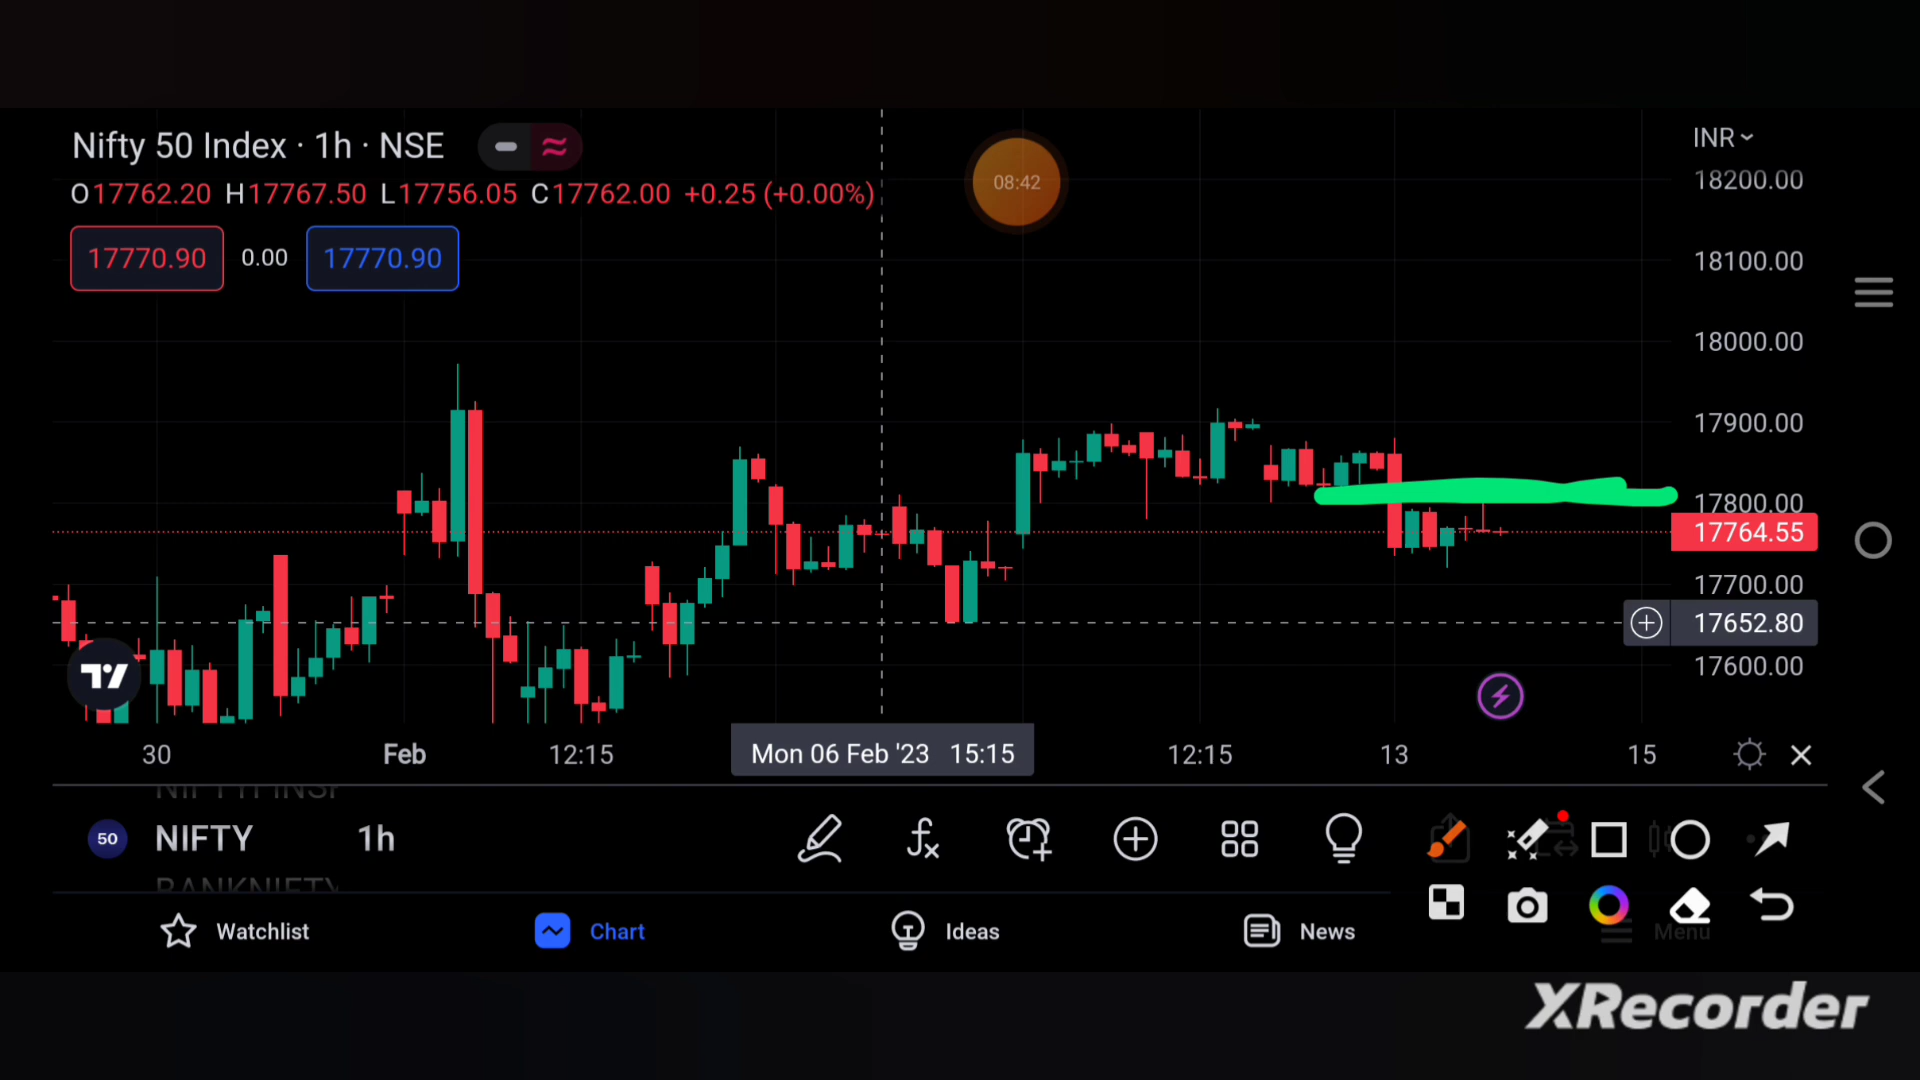 Nifty 50 Index · 1h · NSE
O17762.20 H17767.50 L17756.05 C17762.00 +0.25 (+0.00%)
17770.90 0.00 17770.90
08:42
INR
18200.00
18100.00
18000.00
17900.00
17800.00
17764.55
17700.00
17652.80
17600.00
30 Feb 12:15 Mon 06 Feb '23 15:15 12:15 13 15
50 NIFTY 1h
BANKNIFTY
Watchlist Chart Ideas News Menu
XRecorder